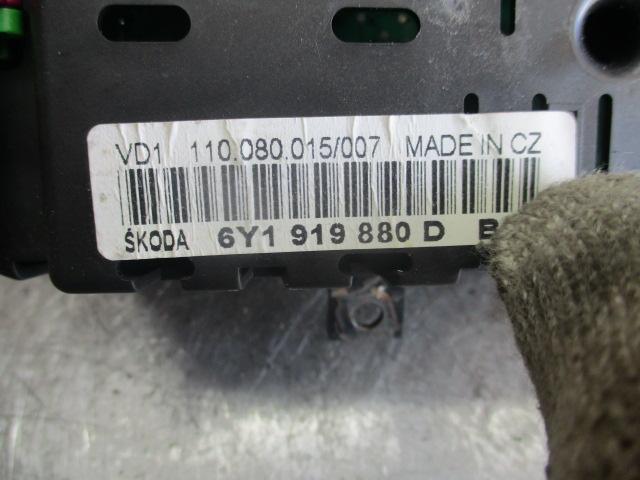 VD1 110.080.015/007 MADE IN CZ
ŠKODA 6Y1 919 880 D B